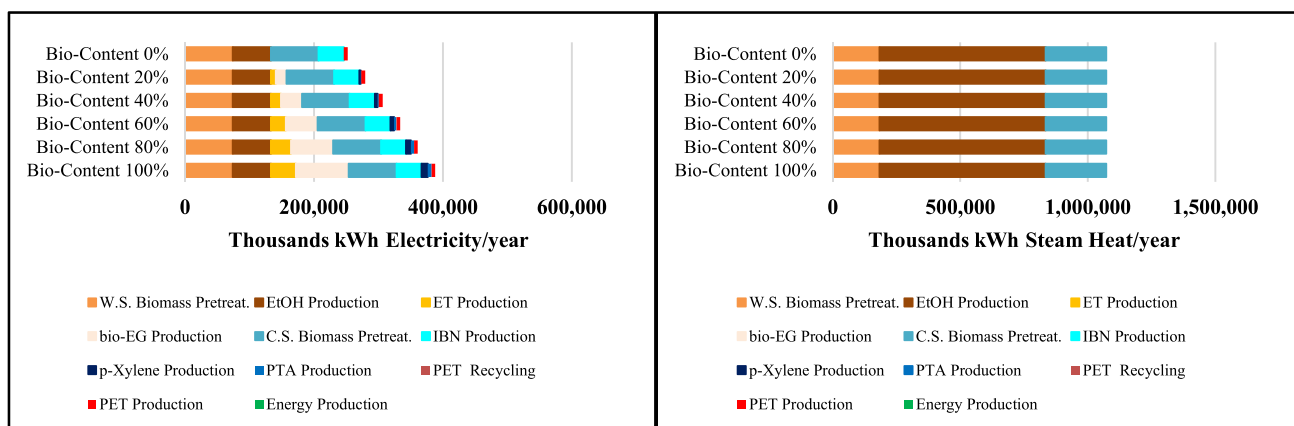 Bio-Content 0%
Bio-Content 20%
Bio-Content 40%
Bio-Content 60%
Bio-Content 80%
Bio-Content 100%
0 200,000 400,000 600,000
Thousands kWh Electricity/year
W.S. Biomass Pretreat. EtOH Production ET Production
bio-EG Production C.S. Biomass Pretreat. IBN Production
p-Xylene Production PTA Production PET Recycling
PET Production Energy Production
Bio-Content 0%
Bio-Content 20%
Bio-Content 40%
Bio-Content 60%
Bio-Content 80%
Bio-Content 100%
0 500,000 1,000,000 1,500,000
Thousands kWh Steam Heat/year
W.S. Biomass Pretreat. EtOH Production ET Production
bio-EG Production C.S. Biomass Pretreat. IBN Production
p-Xylene Production PTA Production PET Recycling
PET Production Energy Production